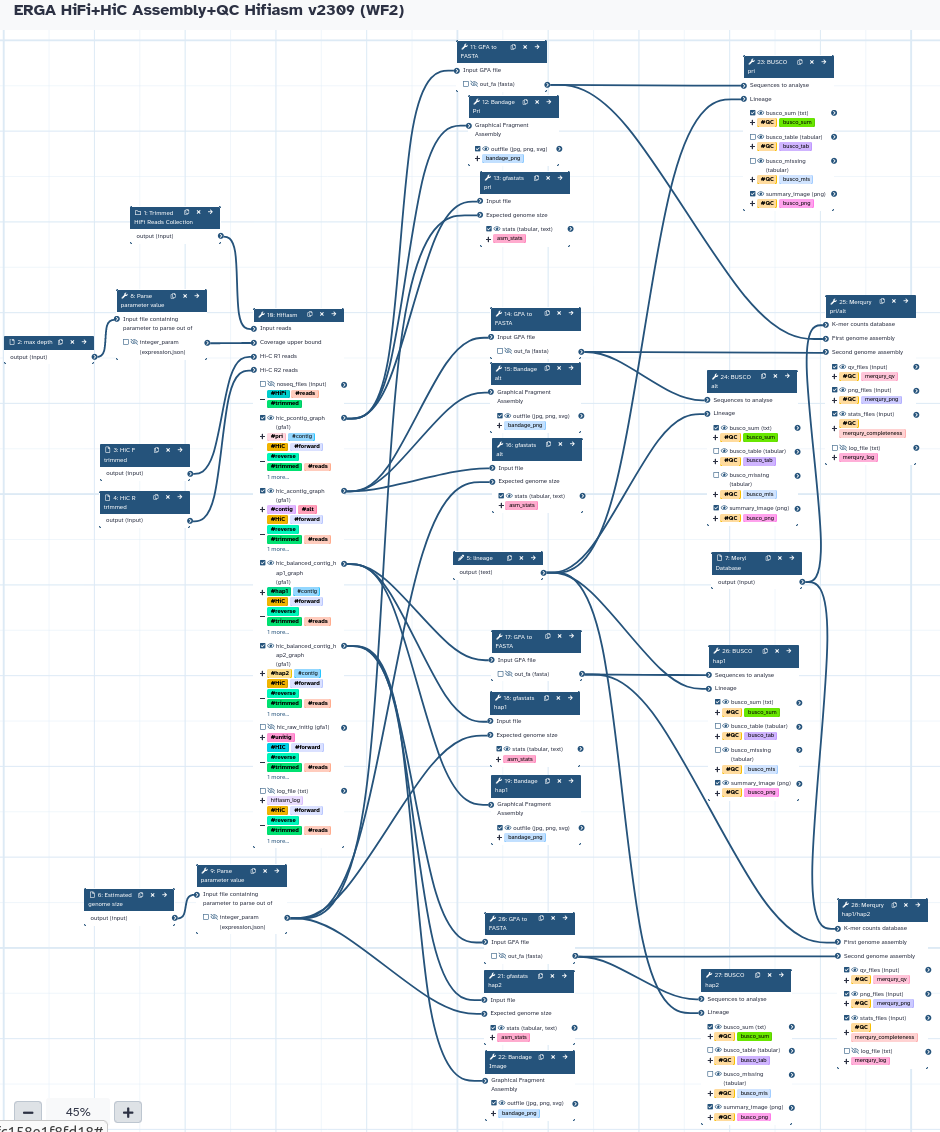 ERGA HiFi+HiC Assembly+QC Hifiasm v2309 (WF2)
1: Trimmed
HiFi Reads Collection
output (input)
8: Parse
parameter value
Input file containing
parameter to parse out of
integer_param
(expression.json)
2: max depth
output (input)
3: HiC F
trimmed
output (input)
4: HiC R
trimmed
output (input)
10: Hifiasm
Input reads
Coverage upper bound
Hi-C R1 reads
Hi-C R2 reads
noseq_files (input)
#HiFi #reads
#trimmed
hic_pcontig_graph
(gfa1)
#pri #contig
#HiC #forward
#reverse
#trimmed #reads
1 more...
hic_acontig_graph
(gfa1)
#contig #alt
#HiC #forward
#reverse
#trimmed #reads
1 more...
hic_balanced_contig_h
ap1_graph
(gfa1)
#hap1 #contig
#HiC #forward
#reverse
#trimmed #reads
1 more...
hic_balanced_contig_h
ap2_graph
(gfa1)
#hap2 #contig
#HiC #forward
#reverse
#trimmed #reads
1 more...
hic_raw_initig (gfa1)
#unitig
#HiC #forward
#reverse
#trimmed #reads
1 more...
log_file (txt)
hifiasm_log
#HiC #forward
#reverse
#trimmed #reads
1 more...
6: Estimated
genome size
output (input)
9: Parse
parameter value
Input file containing
parameter to parse out of
integer_param
(expression.json)
11: GFA to
FASTA
Input GFA file
out_fa (fasta)
12: Bandage
Pri
Graphical Fragment
Assembly
outfile (jpg, png, svg)
bandage_png
13: gfastats
pri
Input file
Expected genome size
stats (tabular, text)
asm_stats
14: GFA to
FASTA
Input GFA file
out_fa (fasta)
15: Bandage
alt
Graphical Fragment
Assembly
outfile (jpg, png, svg)
bandage_png
16: gfastats
alt
Input file
Expected genome size
stats (tabular, text)
asm_stats
5: lineage
output (text)
17: GFA to
FASTA
Input GFA file
out_fa (fasta)
18: gfastats
hap1
Input file
Expected genome size
stats (tabular, text)
asm_stats
19: Bandage
hap1
Graphical Fragment
Assembly
outfile (jpg, png, svg)
bandage_png
20: GFA to
FASTA
Input GFA file
out_fa (fasta)
21: gfastats
hap2
Input file
Expected genome size
stats (tabular, text)
asm_stats
22: Bandage
Image
Graphical Fragment
Assembly
outfile (jpg, png, svg)
bandage_png
23: BUSCO
pri
Sequences to analyse
Lineage
busco_sum (txt)
#QC busco_sum
busco_table (tabular)
#QC busco_tab
busco_missing
(tabular)
#QC busco_mis
summary_image (png)
#QC busco_png
24: BUSCO
alt
Sequences to analyse
Lineage
busco_sum (txt)
#QC busco_sum
busco_table (tabular)
#QC busco_tab
busco_missing
(tabular)
#QC busco_mis
summary_image (png)
#QC busco_png
25: Merqury
pri/alt
K-mer counts database
First genome assembly
Second genome assembly
qv_files (input)
#QC merqury_qv
png_files (input)
#QC merqury_png
stats_files (input)
#QC
merqury_completeness
log_file (txt)
merqury_log
7: Meryl
Database
output (input)
26: BUSCO
hap1
Sequences to analyse
Lineage
busco_sum (txt)
#QC busco_sum
busco_table (tabular)
#QC busco_tab
busco_missing
(tabular)
#QC busco_mis
summary_image (png)
#QC busco_png
28: Merqury
hap1/hap2
K-mer counts database
First genome assembly
Second genome assembly
qv_files (input)
#QC merqury_qv
png_files (input)
#QC merqury_png
stats_files (input)
#QC
merqury_completeness
log_file (txt)
merqury_log
27: BUSCO
hap2
Sequences to analyse
Lineage
busco_sum (txt)
#QC busco_sum
busco_table (tabular)
#QC busco_tab
busco_missing
(tabular)
#QC busco_mis
summary_image (png)
#QC busco_png
45%